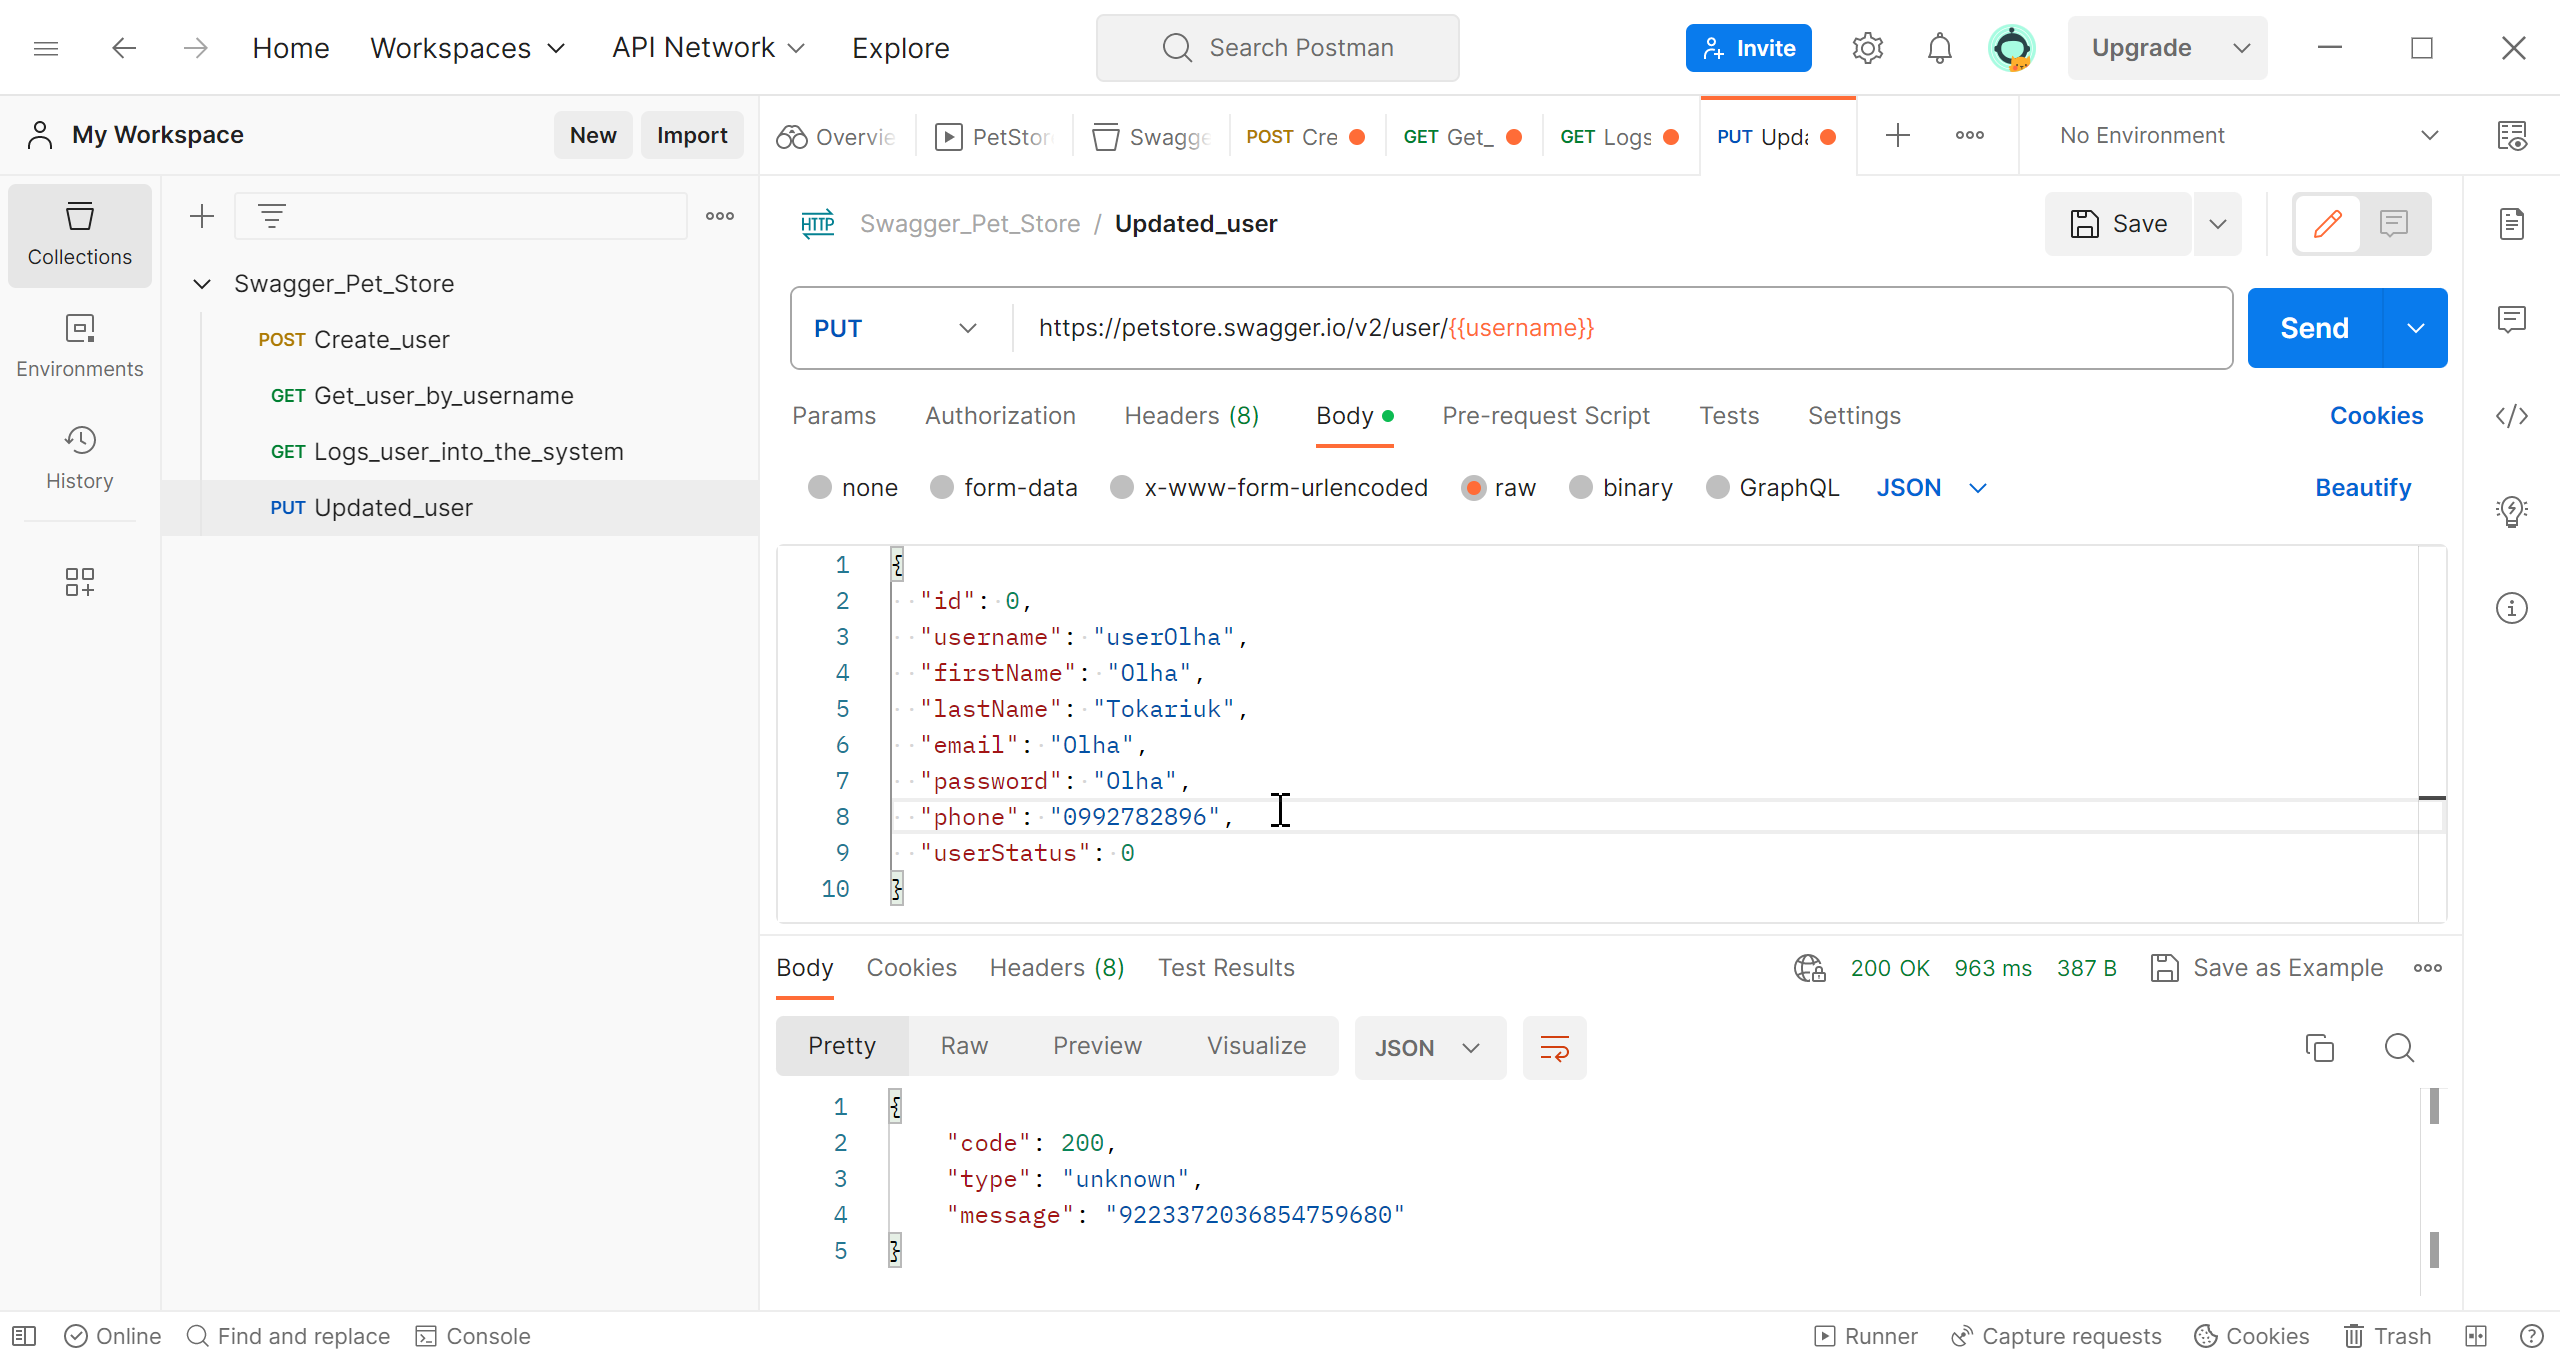 Home Workspaces API Network Explore Search Postman Invite Upgrade
My Workspace New Import Overvie PetStor Swagge POST Cre GET Get_ GET Logs PUT Upda No Environment
Collections
Environments
History
Swagger_Pet_Store
POST Create_user
GET Get_user_by_username
GET Logs_user_into_the_system
PUT Updated_user
HTTP Swagger_Pet_Store / Updated_user Save
PUT https://petstore.swagger.io/v2/user/{{username}} Send
Params Authorization Headers (8) Body Pre-request Script Tests Settings Cookies
none form-data x-www-form-urlencoded raw binary GraphQL JSON Beautify
1 {
2 "id": 0,
3 "username": "userOlha",
4 "firstName": "Olha",
5 "lastName": "Tokariuk",
6 "email": "Olha",
7 "password": "Olha",
8 "phone": "0992782896",
9 "userStatus": 0
10 }
Body Cookies Headers (8) Test Results 200 OK 963 ms 387 B Save as Example
Pretty Raw Preview Visualize JSON
1 {
2 "code": 200,
3 "type": "unknown",
4 "message": "9223372036854759680"
5 }
Online Find and replace Console Runner Capture requests Cookies Trash